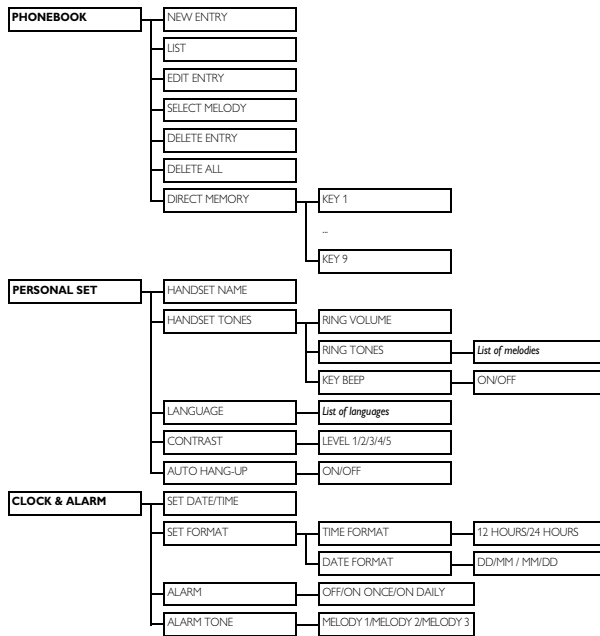 PHONEBOOK
NEW ENTRY
LIST
EDIT ENTRY
SELECT MELODY
DELETE ENTRY
DELETE ALL
DIRECT MEMORY
KEY 1
...
KEY 9
PERSONAL SET
HANDSET NAME
HANDSET TONES
RING VOLUME
RING TONES
List of melodies
KEY BEEP
ON/OFF
LANGUAGE
List of languages
CONTRAST
LEVEL 1/2/3/4/5
AUTO HANG-UP
ON/OFF
CLOCK & ALARM
SET DATE/TIME
SET FORMAT
TIME FORMAT
12 HOURS/24 HOURS
DATE FORMAT
DD/MM / MM/DD
ALARM
OFF/ON ONCE/ON DAILY
ALARM TONE
MELODY 1/MELODY 2/MELODY 3